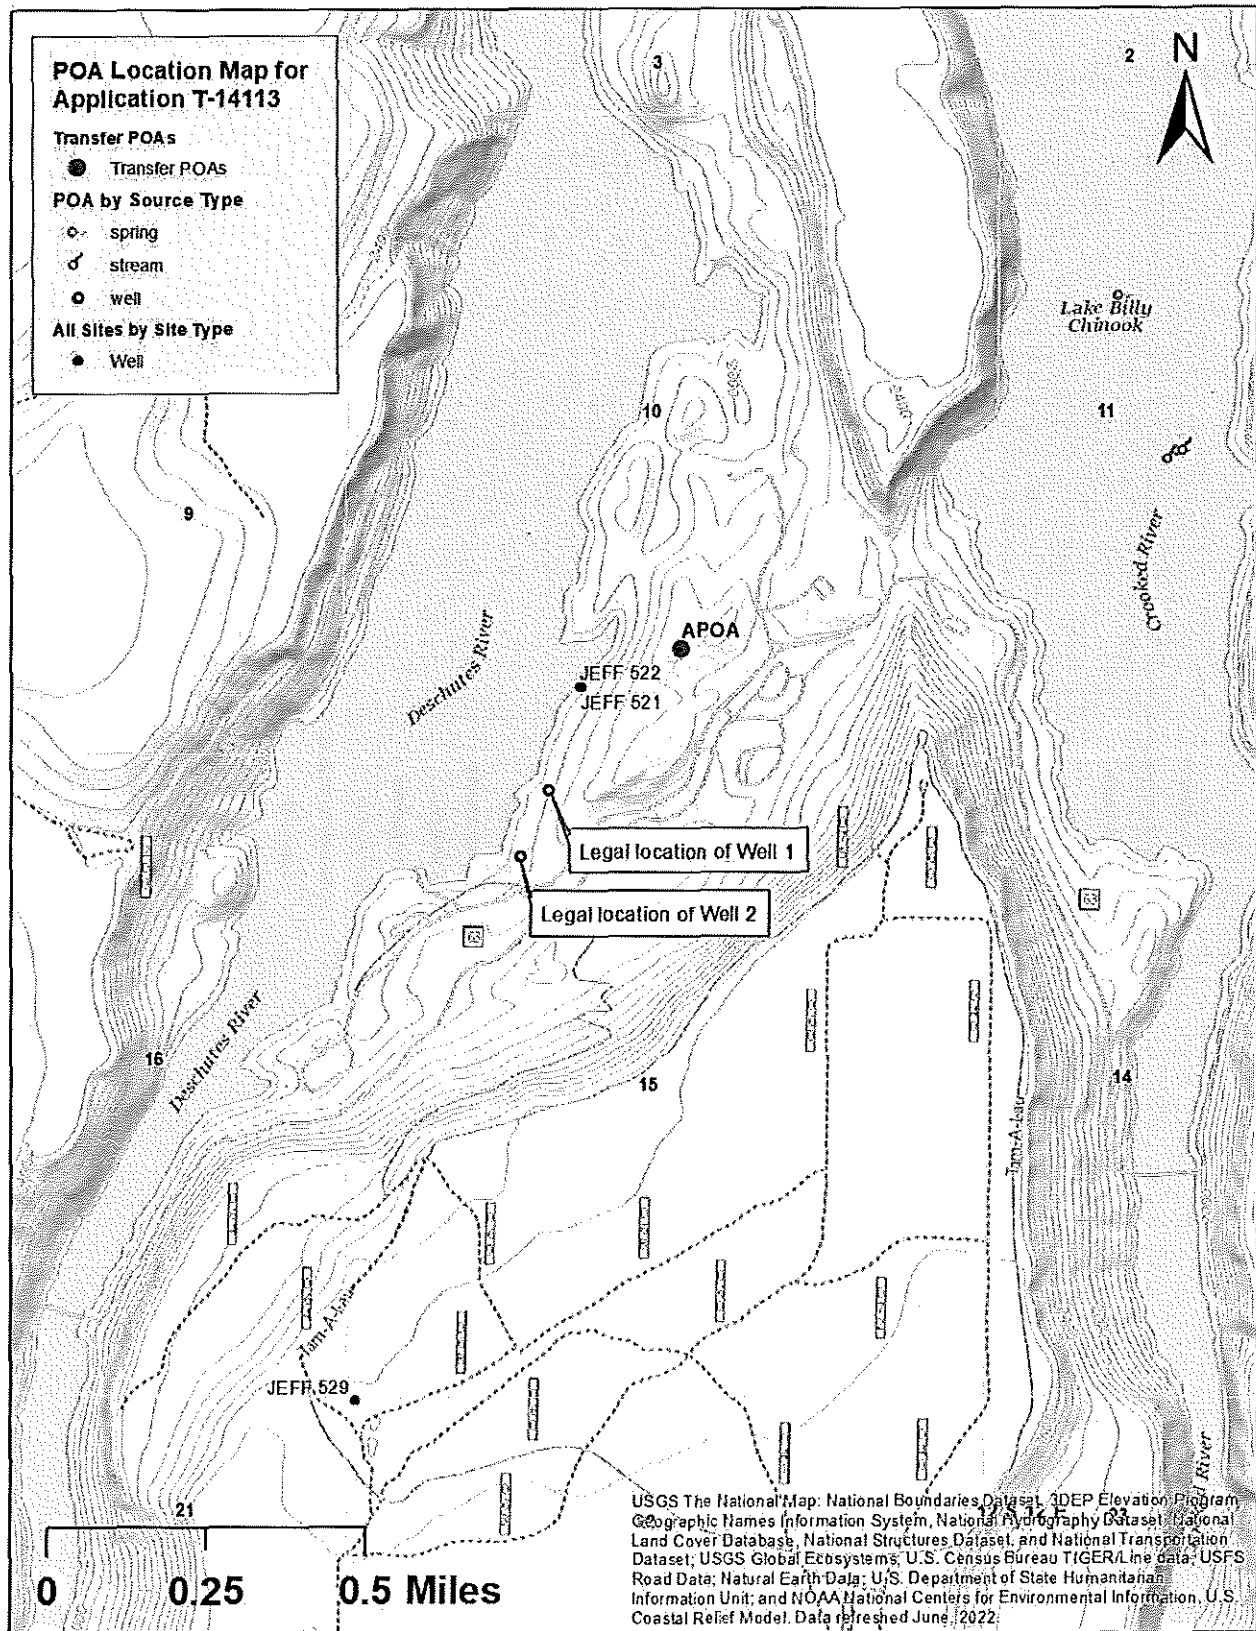 POA Location Map for
Application T-14113
Transfer POAs
Transfer POAs
POA by Source Type
spring
stream
well
All Sites by Site Type
Well
N
3
2
2400
Lake Billy
Chinook
10
11
2400
9
Crooked River
APOA
Deschutes River
JEFF 522
JEFF 521
Legal location of Well 1
Legal location of Well 2
63
63
Deschutes River
16
15
14
Tam-A-Lau
Tam-A-Lau
JEFF 529
21
River
0 0.25 0.5 Miles
USGS The National Map: National Boundaries Dataset, 3DEP Elevation Program,
Geographic Names Information System, National Hydrography Dataset, National
Land Cover Database, National Structures Dataset, and National Transportation
Dataset; USGS Global Ecosystems; U.S. Census Bureau TIGER/Line data; USFS
Road Data; Natural Earth Data; U.S. Department of State Humanitarian
Information Unit; and NOAA National Centers for Environmental Information, U.S.
Coastal Relief Model. Data refreshed June, 2022.